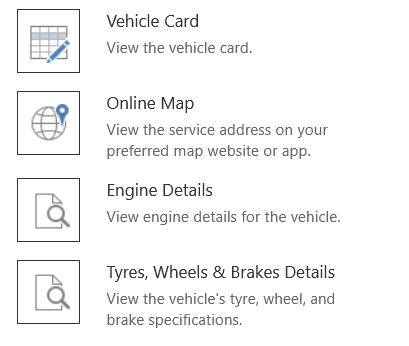 Vehicle Card
View the vehicle card.
Online Map
View the service address on your
preferred map website or app.
Engine Details
View engine details for the vehicle.
Tyres, Wheels & Brakes Details
View the vehicle's tyre, wheel, and
brake specifications.